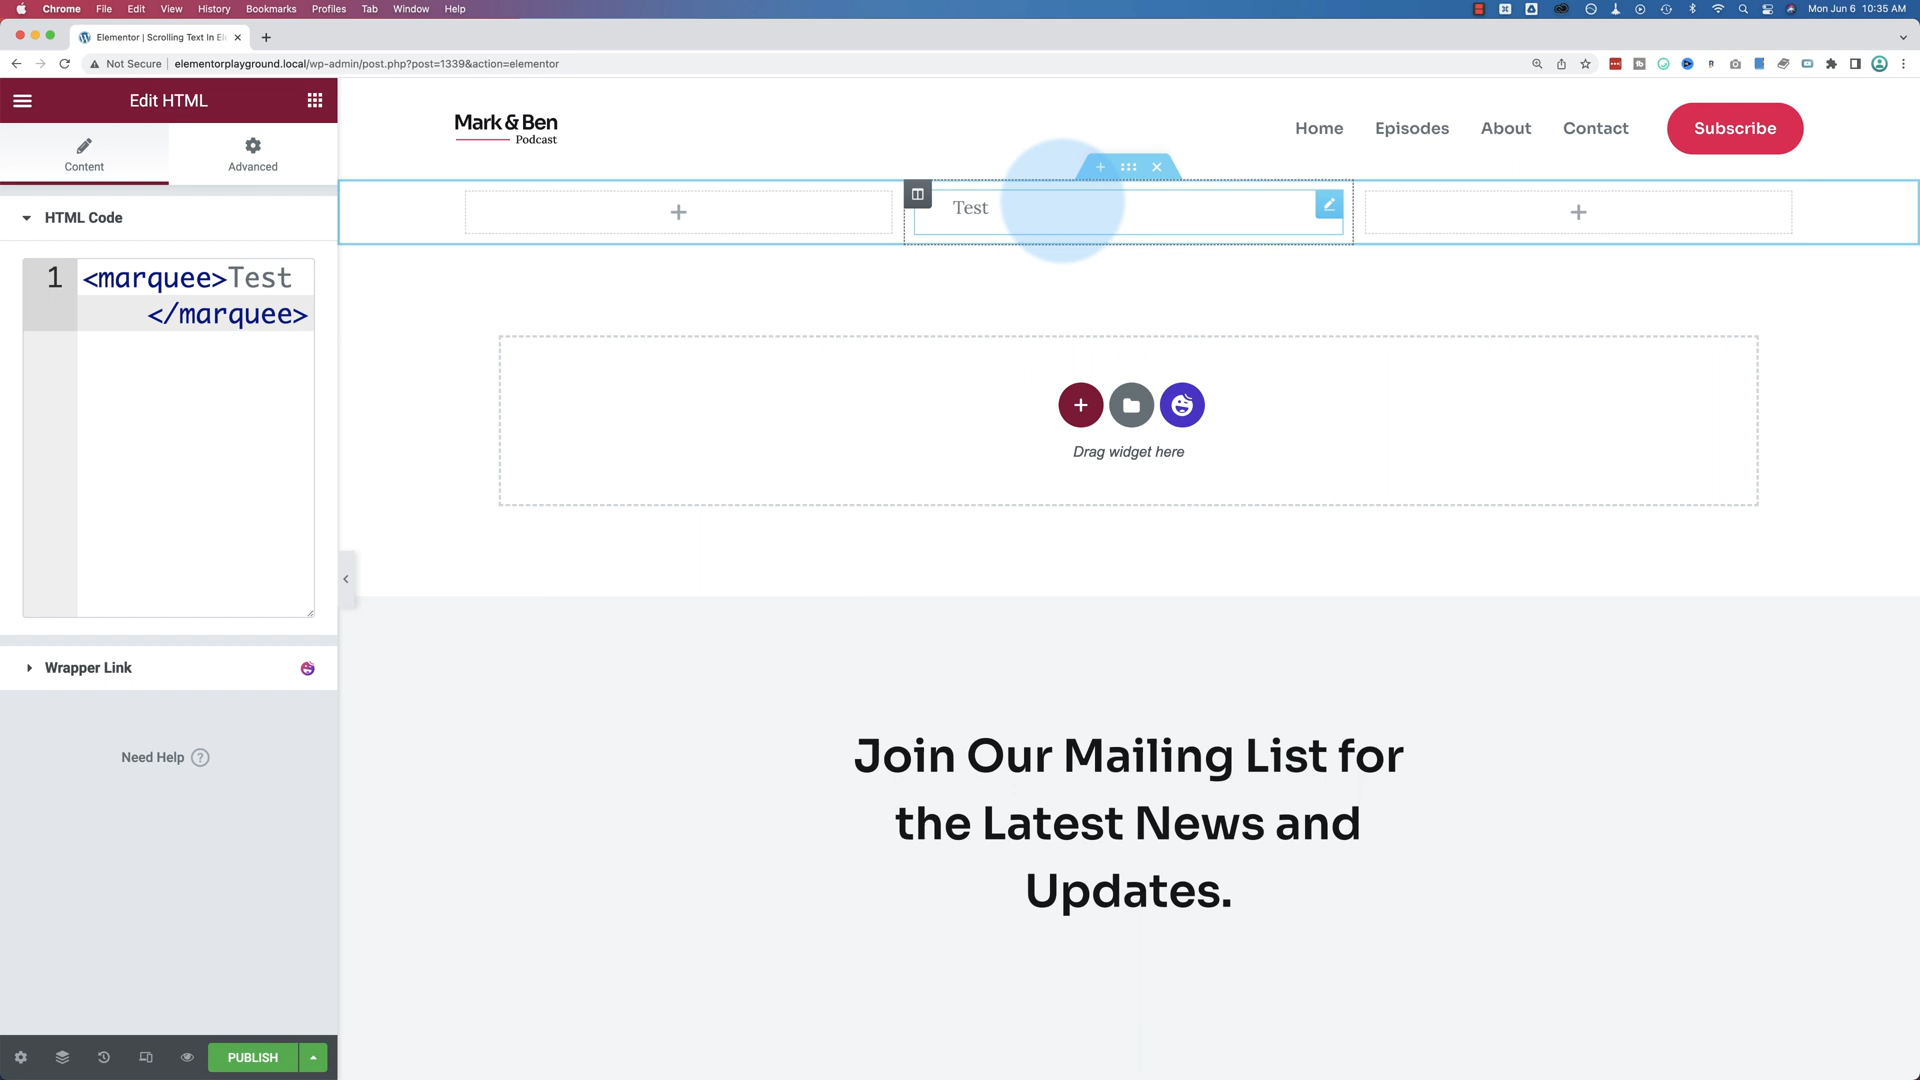 Chrome File Edit View History Bookmarks Profiles Tab Window Help
Mon Jun 6 10:35 AM
Elementor | Scrolling Text In El
Not Secure elementorplayground.local/wp-admin/post.php?post=1339&action=elementor
Edit HTML
Content
Advanced
HTML Code
1 <marquee>Test
</marquee>
Wrapper Link
Need Help ?
PUBLISH
Mark & Ben
Podcast
Home Episodes About Contact Subscribe
Test
Drag widget here
Join Our Mailing List for
the Latest News and
Updates.